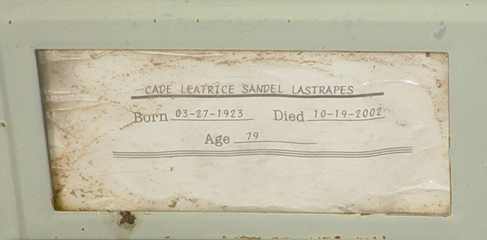 CADE LEATRICE SANDEL LASTRAPES
Born 03-27-1923 Died 10-19-2002
Age 79